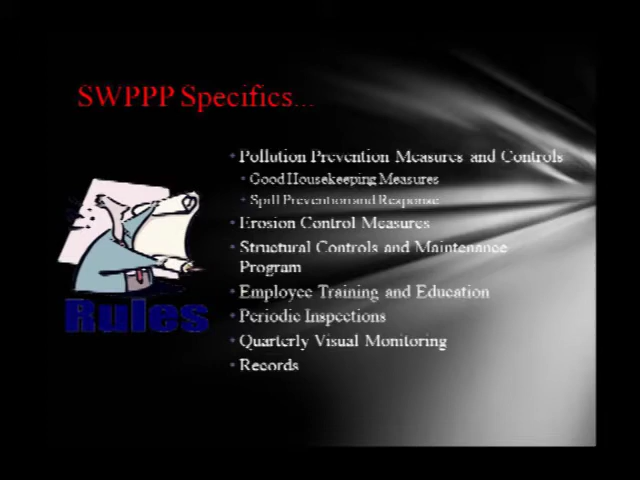 SWPPP Specifics...
• Pollution Prevention Measures and Controls
• Good Housekeeping Measures
• Spill Prevention and Response
• Erosion Control Measures
• Structural Controls and Maintenance
Program
• Employee Training and Education
• Periodic Inspections
• Quarterly Visual Monitoring
• Records
Rules